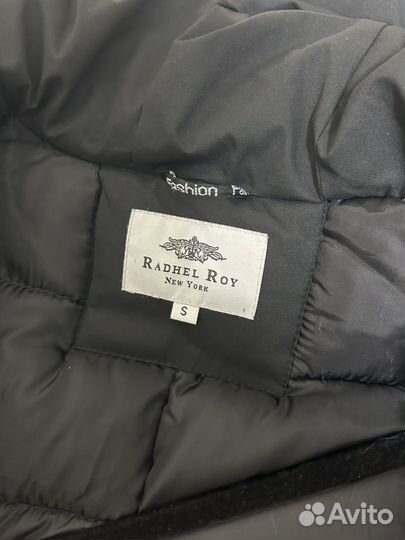 Fashion
RADHEL ROY
NEW YORK
S
Avito